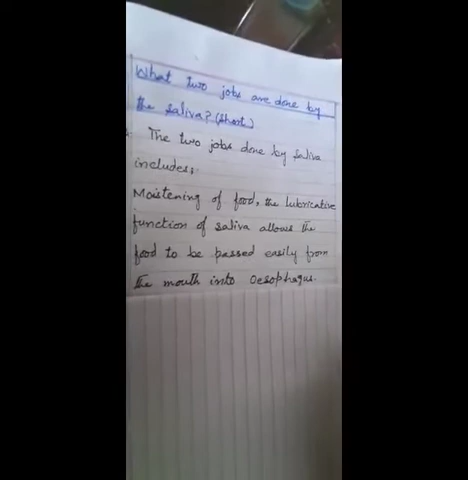 What two jobs are done by
the saliva? (short)
The two jobs done by saliva
includes;
Moistening of food, the lubricative
function of saliva allows the
food to be passed easily from
the mouth into Oesophagus.